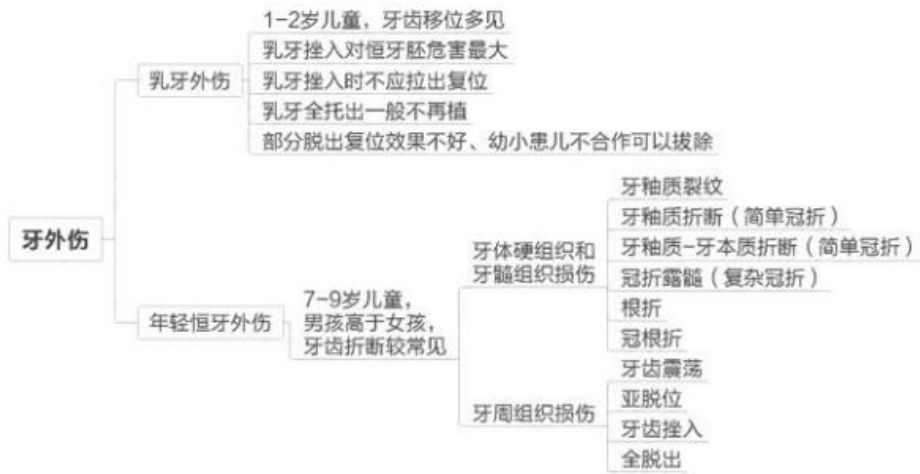 牙外伤
乳牙外伤
1-2岁儿童，牙齿移位多见
乳牙挫入对恒牙胚危害最大
乳牙挫入时不应拉出复位
乳牙全托出一般不再植
部分脱出复位效果不好、幼小患儿不合作可以拔除
年轻恒牙外伤
7-9岁儿童，
男孩高于女孩，
牙齿折断较常见
牙体硬组织和
牙髓组织损伤
牙釉质裂纹
牙釉质折断（简单冠折）
牙釉质-牙本质折断（简单冠折）
冠折露髓（复杂冠折）
根折
冠根折
牙周组织损伤
牙齿震荡
亚脱位
牙齿挫入
全脱出